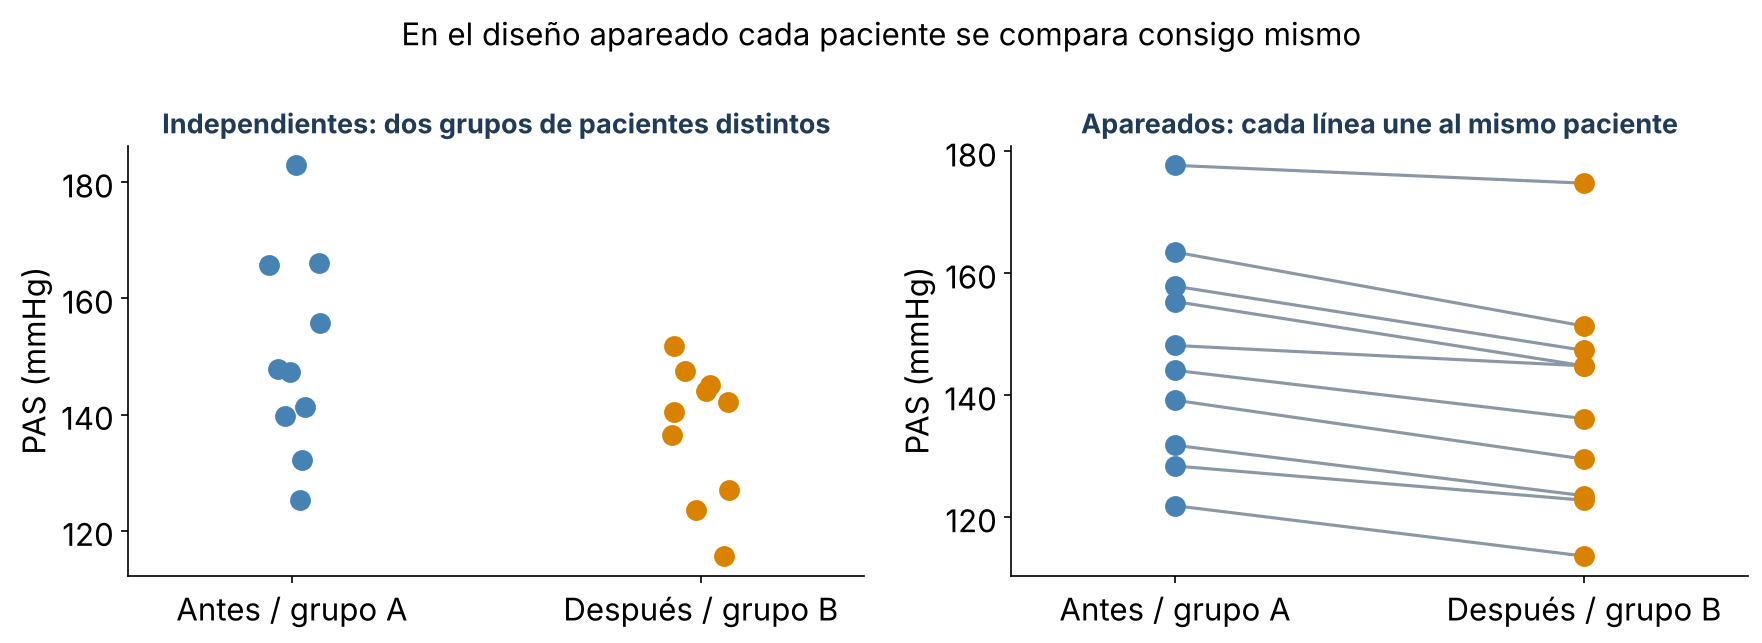 En el diseño apareado cada paciente se compara consigo mismo
Independientes: dos grupos de pacientes distintos
PAS (mmHg)
180
160
140
120
Antes / grupo A
Después / grupo B
Apareados: cada línea une al mismo paciente
PAS (mmHg)
180
160
140
120
Antes / grupo A
Después / grupo B